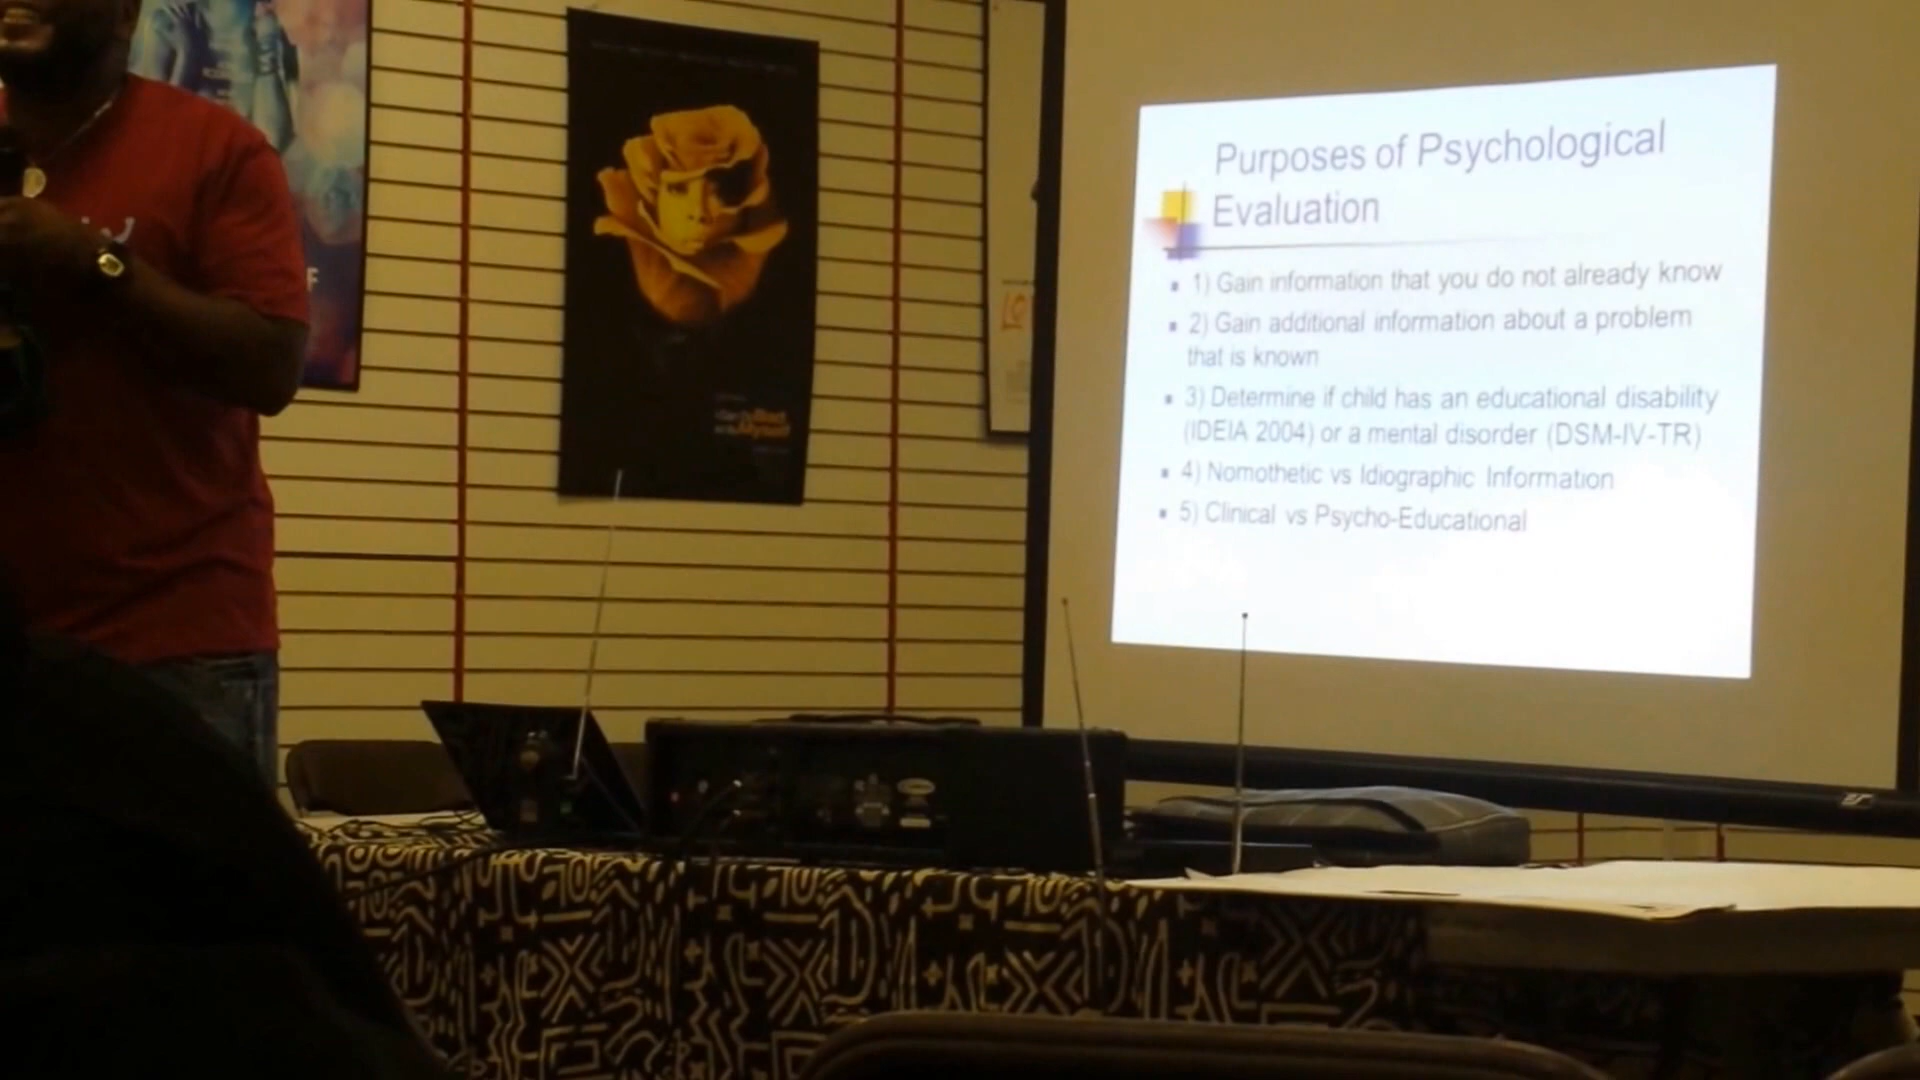 Purposes of Psychological
Evaluation
1) Gain information that you do not already know
2) Gain additional information about a problem
that is known
3) Determine if child has an educational disability
(IDEIA 2004) or a mental disorder (DSM-IV-TR)
4) Nomothetic vs Idiographic Information
5) Clinical vs Psycho-Educational
F